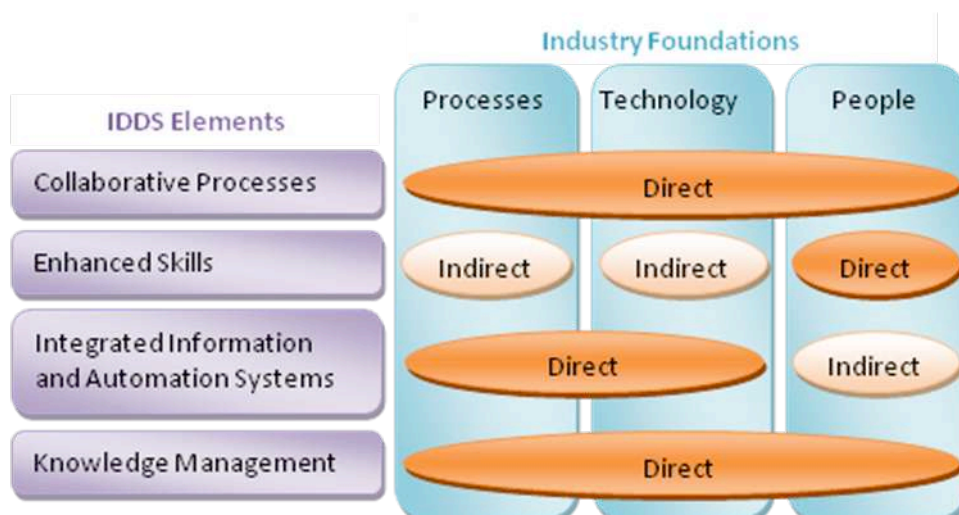 Industry Foundations
Processes
Technology
People
IDDS Elements
Collaborative Processes
Direct
Enhanced Skills
Indirect
Indirect
Direct
Integrated Information
and Automation Systems
Direct
Indirect
Knowledge Management
Direct